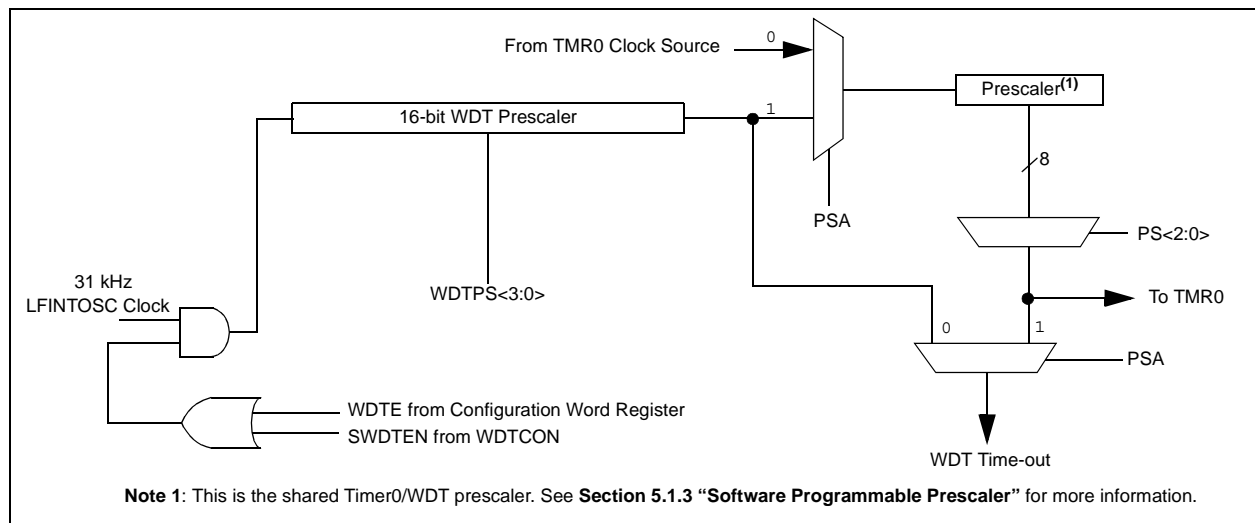 From TMR0 Clock Source
0
Prescaler(1)
16-bit WDT Prescaler
1
8
PSA
PS<2:0>
31 kHz
LFINTOSC Clock
WDTPS<3:0>
To TMR0
0
1
PSA
WDTE from Configuration Word Register
SWDTEN from WDTCON
WDT Time-out
Note 1: This is the shared Timer0/WDT prescaler. See Section 5.1.3 “Software Programmable Prescaler” for more information.